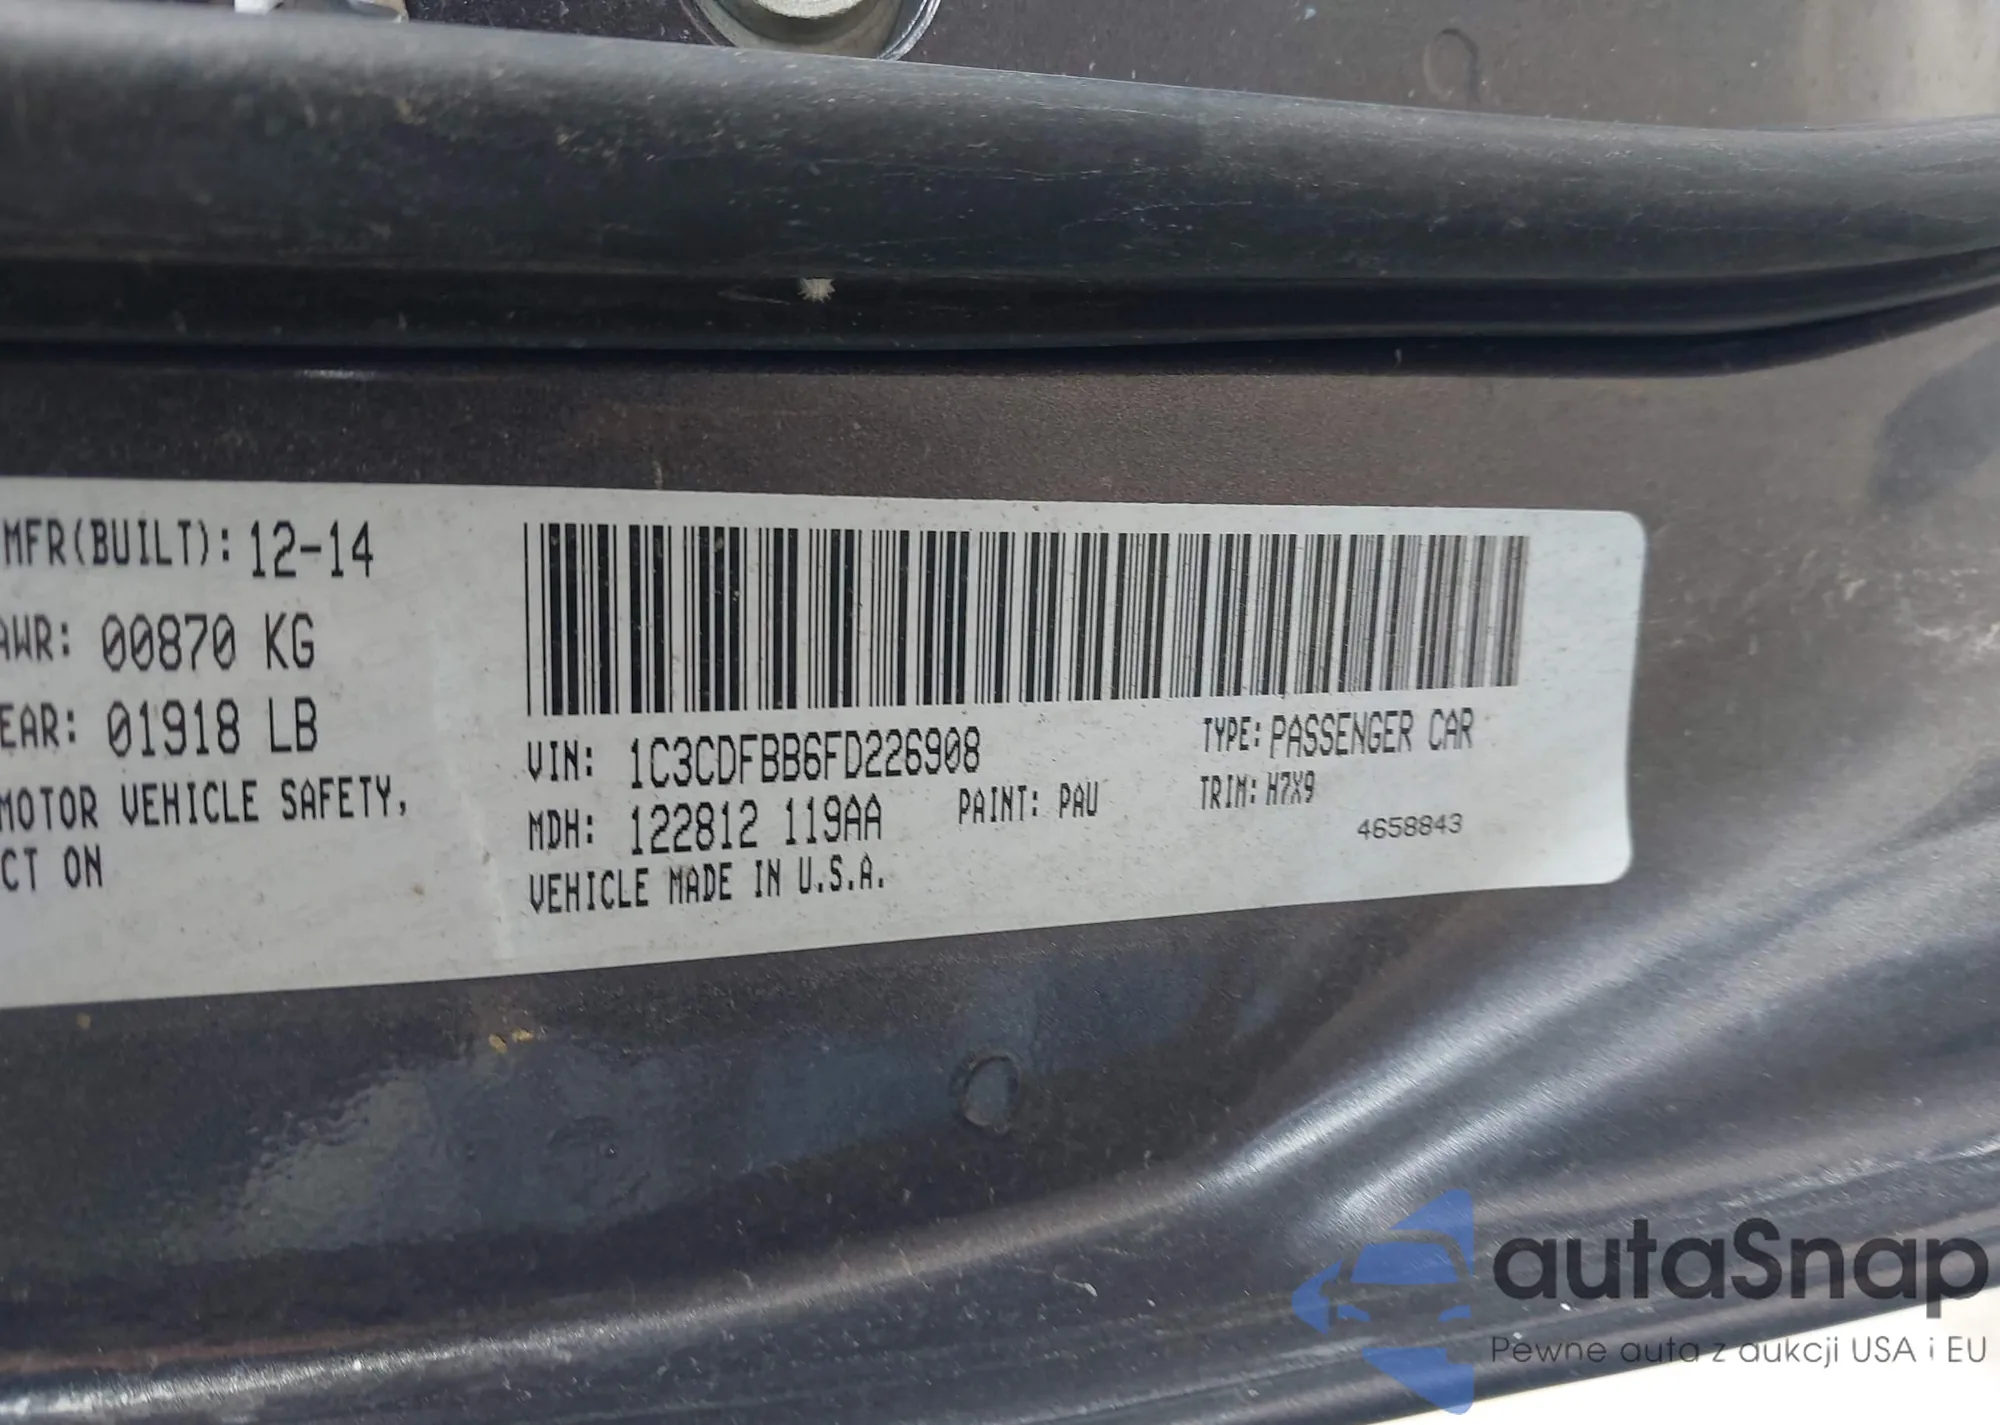 MFR(BUILT): 12-14
AWR: 00870 KG
EAR: 01918 LB
MOTOR VEHICLE SAFETY,
CT ON
VIN: 1C3CDFBB6FD226908
TYPE: PASSENGER CAR
MDH: 122812 119AA
PAINT: PAU
TRIM: H7X9
4658843
VEHICLE MADE IN U.S.A.
autaSnap
Pewne auta z aukcji USA i EU